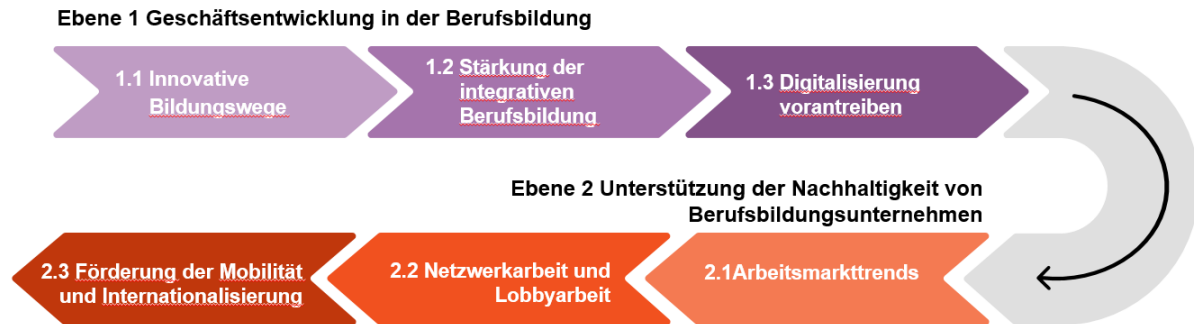 Ebene 1 Geschäftsentwicklung in der Berufsbildung
1.1 Innovative
Bildungswege
1.2 Stärkung der
integrativen
Berufsbildung
1.3 Digitalisierung
vorantreiben
Ebene 2 Unterstützung der Nachhaltigkeit von
Berufsbildungsunternehmen
2.3 Förderung der Mobilität
und Internationalisierung
2.2 Netzwerkarbeit und
Lobbyarbeit
2.1Arbeitsmarkttrends